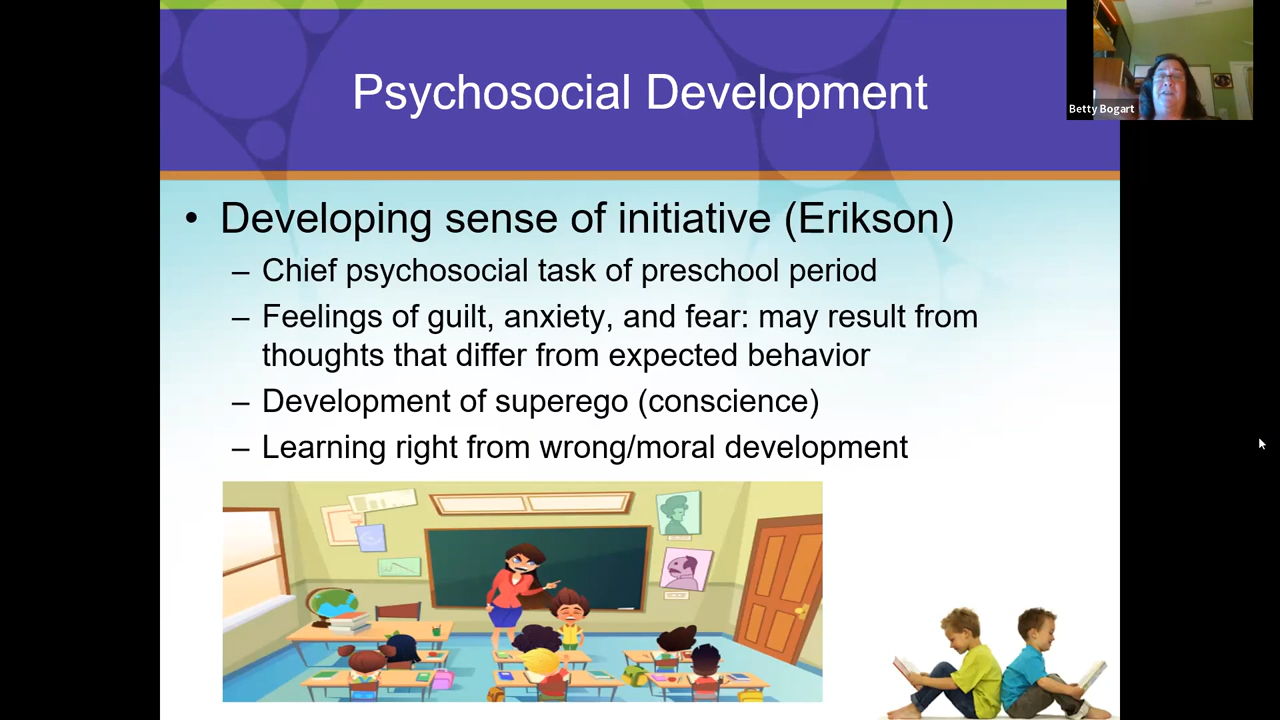 Psychosocial Development
Betty Bogart
• Developing sense of initiative (Erikson)
– Chief psychosocial task of preschool period
– Feelings of guilt, anxiety, and fear: may result from
thoughts that differ from expected behavior
– Development of superego (conscience)
– Learning right from wrong/moral development